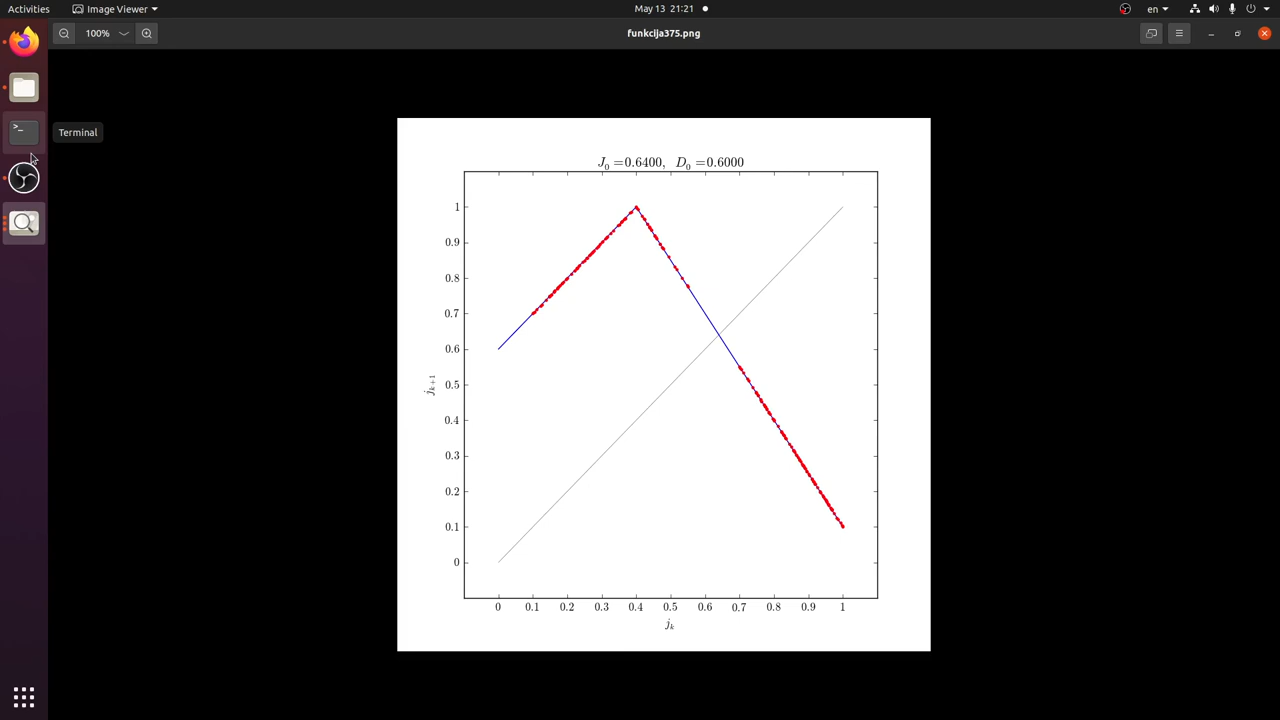 Activities Image Viewer May 13 21:21 en
100% funkcija375.png
Terminal
J0 =0.6400, D0 =0.6000
1
0.9
0.8
0.7
0.6
0.5
0.4
0.3
0.2
0.1
0
jk+1
0 0.1 0.2 0.3 0.4 0.5 0.6 0.7 0.8 0.9 1
jk